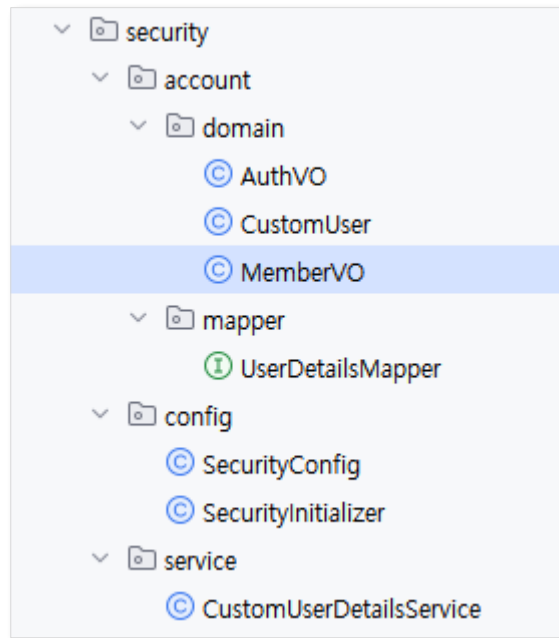 security
account
domain
AuthVO
CustomUser
MemberVO
mapper
UserDetailsMapper
config
SecurityConfig
SecurityInitializer
service
CustomUserDetailsService